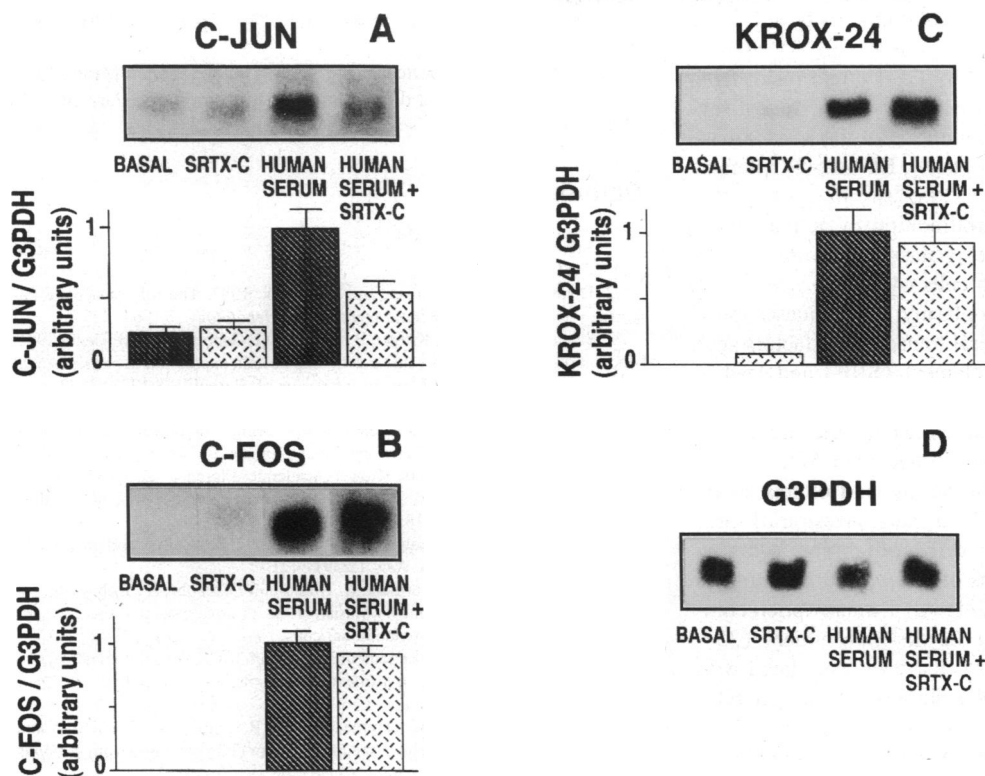 C-JUN
A
BASAL SRTX-C HUMAN HUMAN
SERUM SERUM +
SRTX-C
C-JUN / G3PDH
(arbitrary units)
1
0
C-FOS
B
BASAL SRTX-C HUMAN HUMAN
SERUM SERUM +
SRTX-C
C-FOS / G3PDH
(arbitrary units)
1
0
KROX-24
C
BASAL SRTX-C HUMAN HUMAN
SERUM SERUM +
SRTX-C
KROX-24/ G3PDH
(arbitrary units)
1
0
D
G3PDH
BASAL SRTX-C HUMAN HUMAN
SERUM SERUM +
SRTX-C